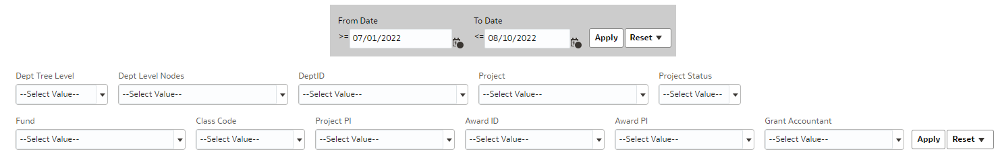 From Date To Date
>= 07/01/2022 <= 08/10/2022 Apply Reset
Dept Tree Level Dept Level Nodes DeptID Project Project Status
--Select Value-- --Select Value-- --Select Value-- --Select Value-- --Select Value--
Fund Class Code Project PI Award ID Award PI Grant Accountant
--Select Value-- --Select Value-- --Select Value-- --Select Value-- --Select Value-- --Select Value-- Apply Reset